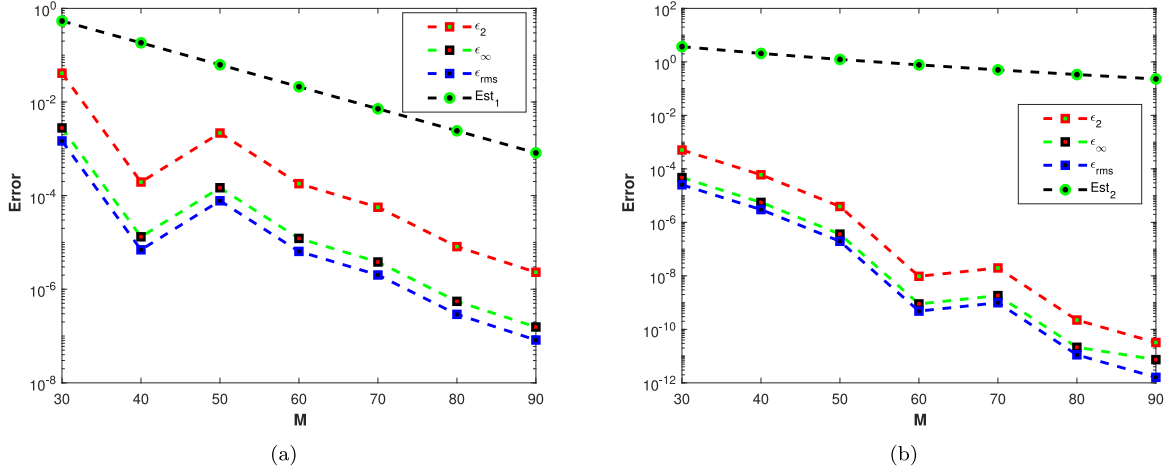 10^0
10^-2
10^-4
10^-6
10^-8
Error
30 40 50 60 70 80 90
M
ϵ_2
ϵ_∞
ϵ_rms
Est_1
(a)
10^2
10^0
10^-2
10^-4
10^-6
10^-8
10^-10
10^-12
Error
30 40 50 60 70 80 90
M
ϵ_2
ϵ_∞
ϵ_rms
Est_2
(b)